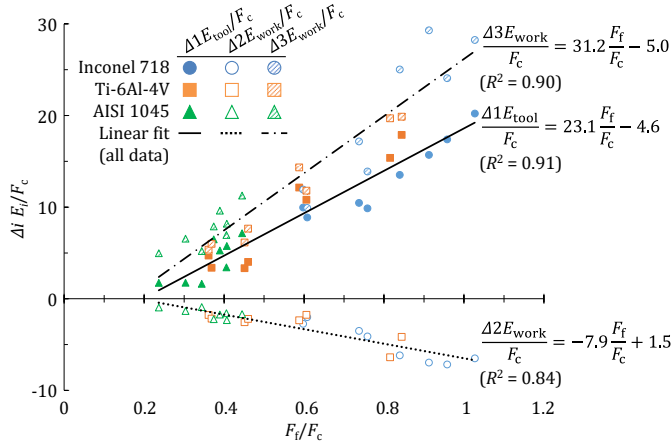 Δ1E_tool/F_c Δ2E_work/F_c Δ3E_work/F_c
Inconel 718
Ti-6Al-4V
AISI 1045
Linear fit
(all data)
Δ3E_work/F_c = 31.2 F_f/F_c − 5.0
(R² = 0.90)
Δ1E_tool/F_c = 23.1 F_f/F_c − 4.6
(R² = 0.91)
Δ2E_work/F_c = −7.9 F_f/F_c + 1.5
(R² = 0.84)
Δi E_i/F_c
30
20
10
0
-10
0 0.2 0.4 0.6 0.8 1 1.2
F_f/F_c